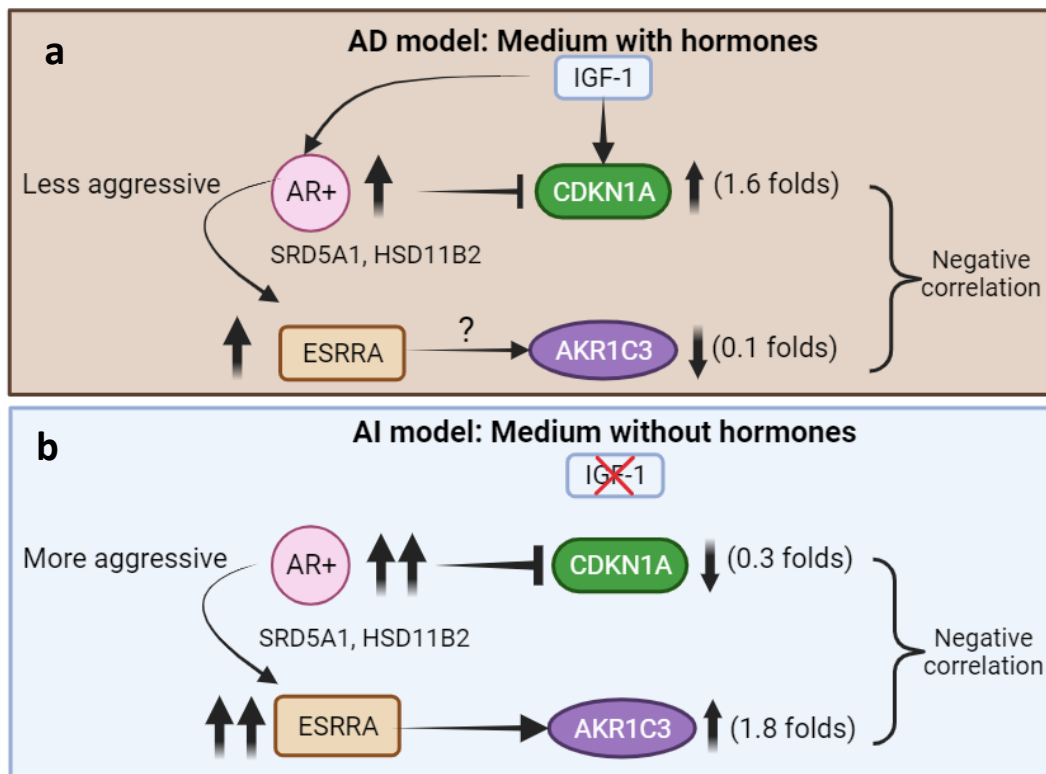 a
AD model: Medium with hormones
IGF-1
Less aggressive
AR+
CDKN1A
(1.6 folds)
SRD5A1, HSD11B2
Negative
correlation
ESRRA
?
AKR1C3
(0.1 folds)
b
AI model: Medium without hormones
IGF-1
More aggressive
AR+
CDKN1A
(0.3 folds)
SRD5A1, HSD11B2
Negative
correlation
ESRRA
AKR1C3
(1.8 folds)